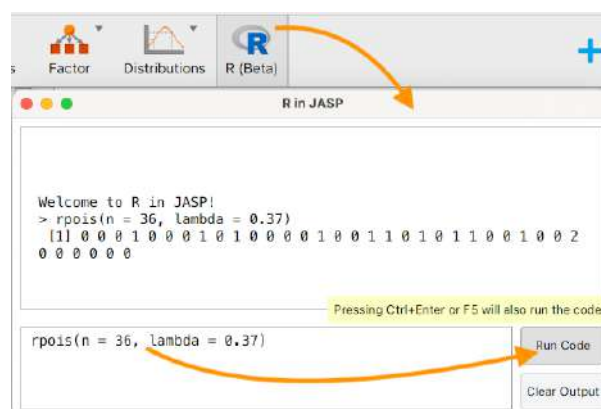 s Factor Distributions R (Beta)
R in JASP
Welcome to R in JASP!
> rpois(n = 36, lambda = 0.37)
[1] 0 0 0 1 0 0 0 1 0 1 0 0 0 0 1 0 0 1 1 0 1 0 1 1 0 0 1 0 0 2
0 0 0 0 0 0
Pressing Ctrl+Enter or F5 will also run the code
rpois(n = 36, lambda = 0.37)
Run Code
Clear Output